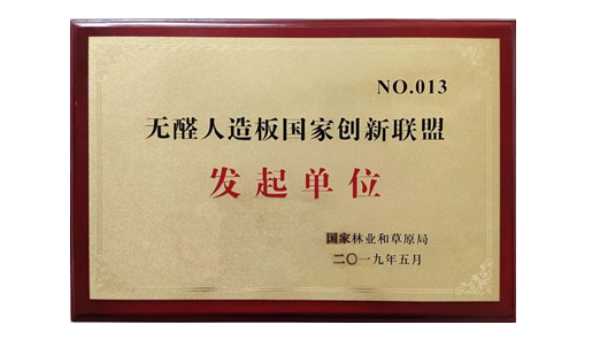 NO.013
无醛人造板国家创新联盟
发起单位
国家林业和草原局
二〇一九年五月